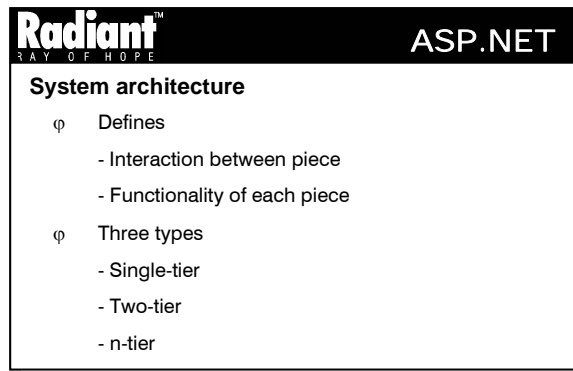 Radiant™
RAY OF HOPE
ASP.NET
System architecture
φ Defines
- Interaction between piece
- Functionality of each piece
φ Three types
- Single-tier
- Two-tier
- n-tier